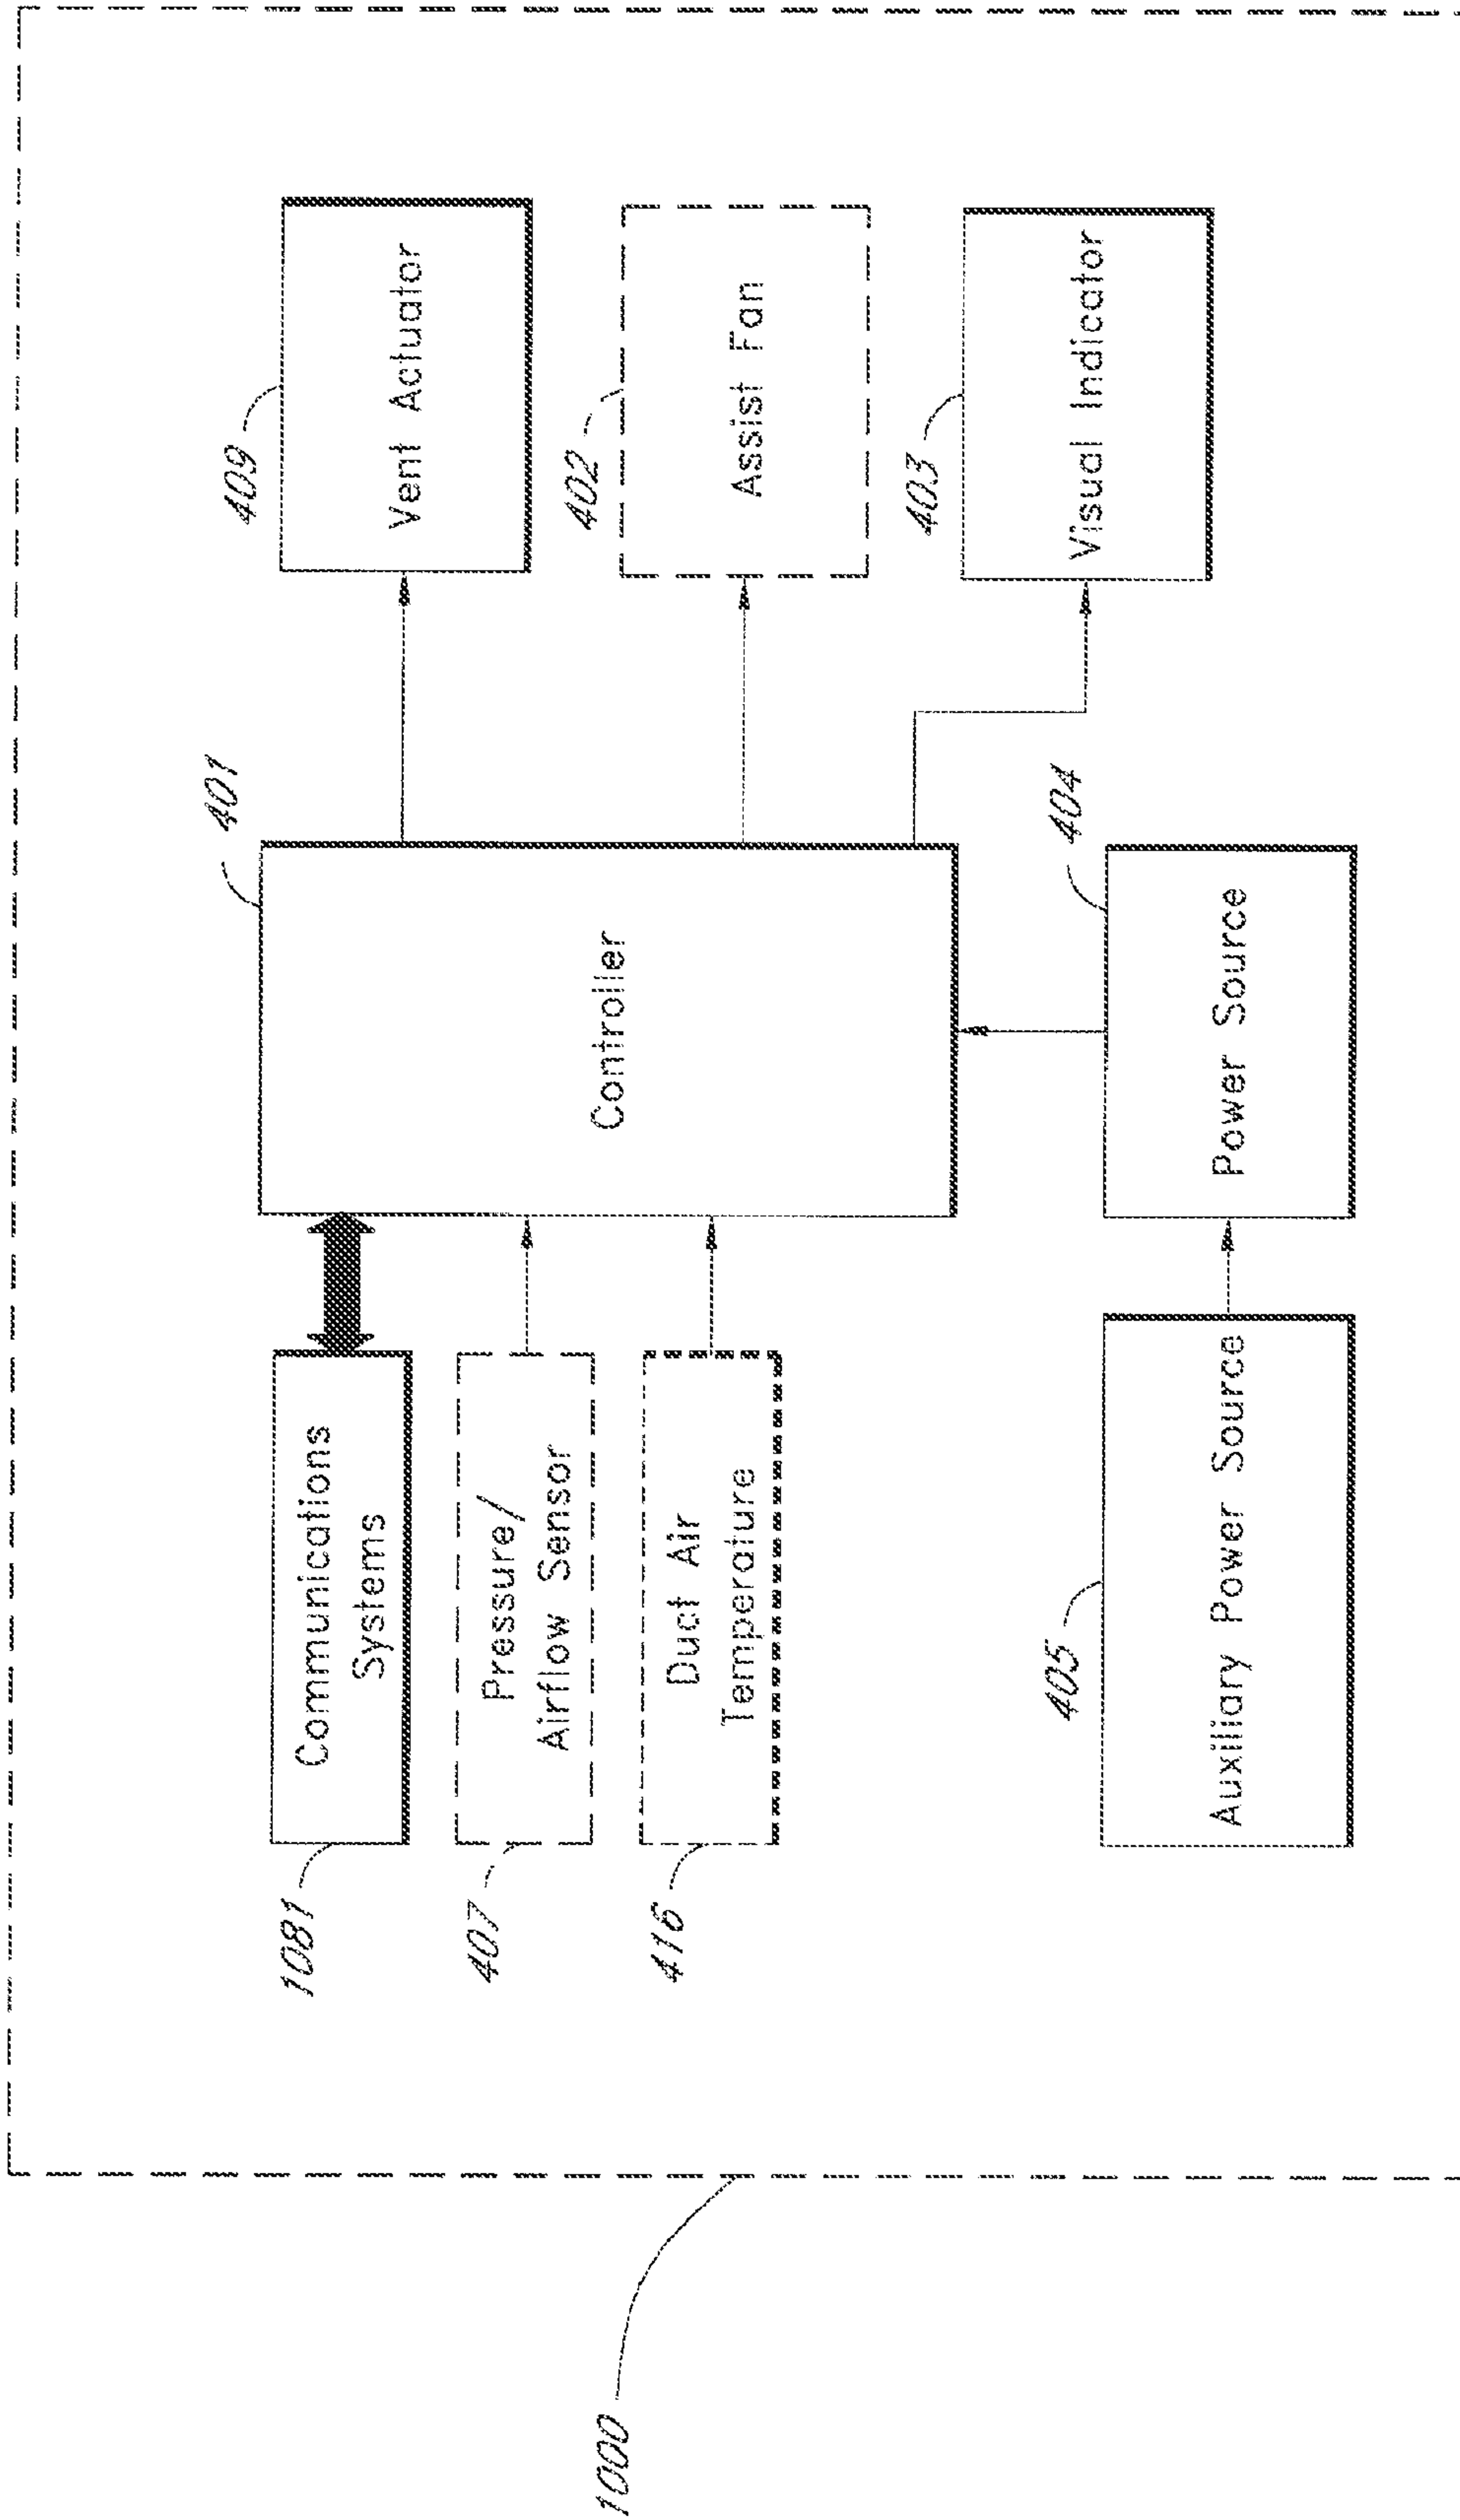 1000
1081
Communications
Systems
407
Pressure/
Airflow Sensor
416
Duct Air
Temperature
405
Auxiliary Power Source
401
Controller
404
Power Source
409
Vent Actuator
402
Assist Fan
403
Visual Indicator